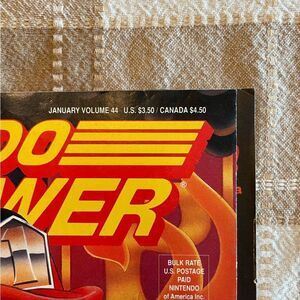 JANUARY VOLUME 44 U.S. $3.50 / CANADA $4.50
DO
WER
®
BULK RATE
U.S. POSTAGE
PAID
NINTENDO
of America Inc.